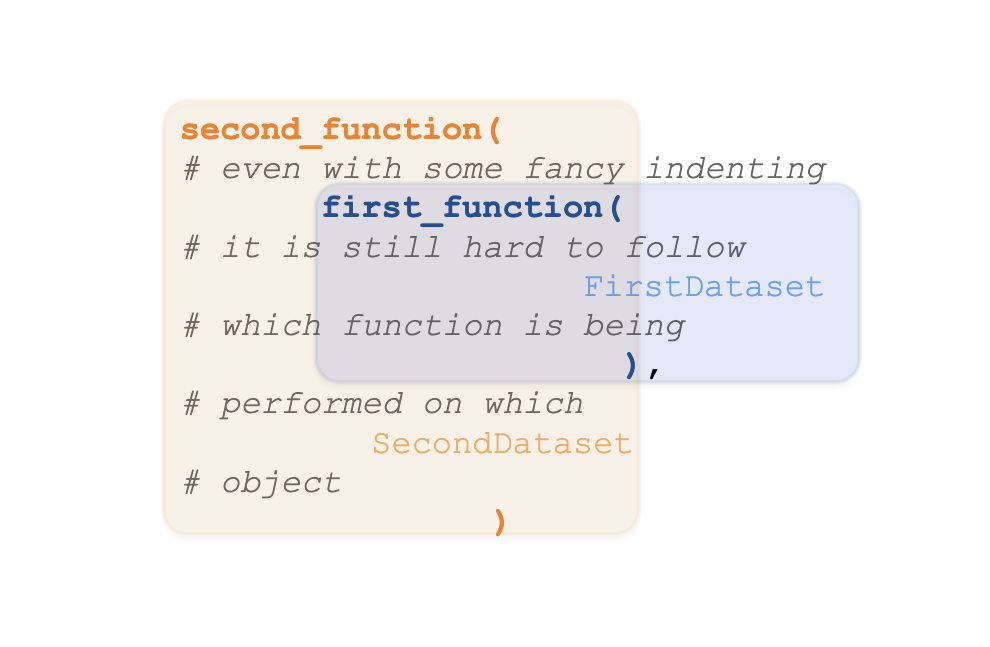 second_function(
# even with some fancy indenting
first_function(
# it is still hard to follow
FirstDataset
# which function is being
),
# performed on which
SecondDataset
# object
)